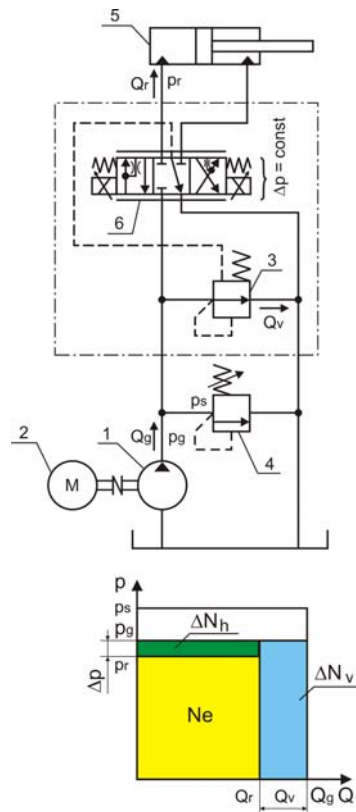 5
Qr
pr
Δp = const
6
3
Qv
ps
4
2
1
Qg
pg
M
p
ps
pg
Δp
pr
ΔNh
ΔNv
Ne
Qr
Qv
Qg
Q